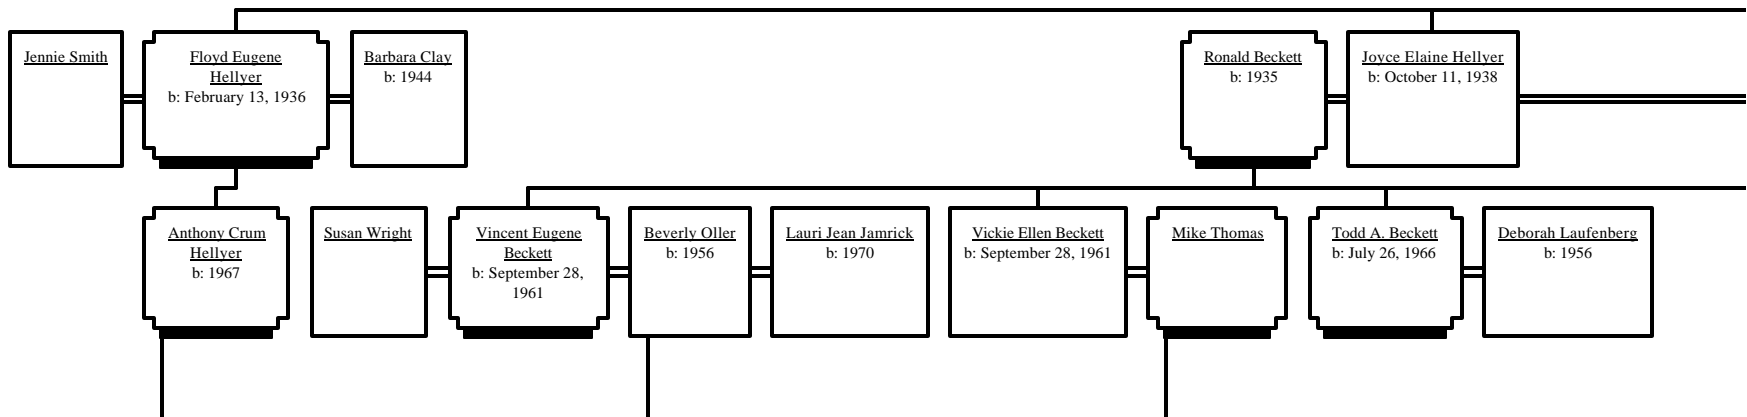 Jennie Smith
Floyd Eugene
Hellyer
b: February 13, 1936
Barbara Clay
b: 1944
Ronald Beckett
b: 1935
Joyce Elaine Hellyer
b: October 11, 1938
Anthony Crum
Hellyer
b: 1967
Susan Wright
Vincent Eugene
Beckett
b: September 28,
1961
Beverly Oller
b: 1956
Lauri Jean Jamrick
b: 1970
Vickie Ellen Beckett
b: September 28, 1961
Mike Thomas
Todd A. Beckett
b: July 26, 1966
Deborah Laufenberg
b: 1956